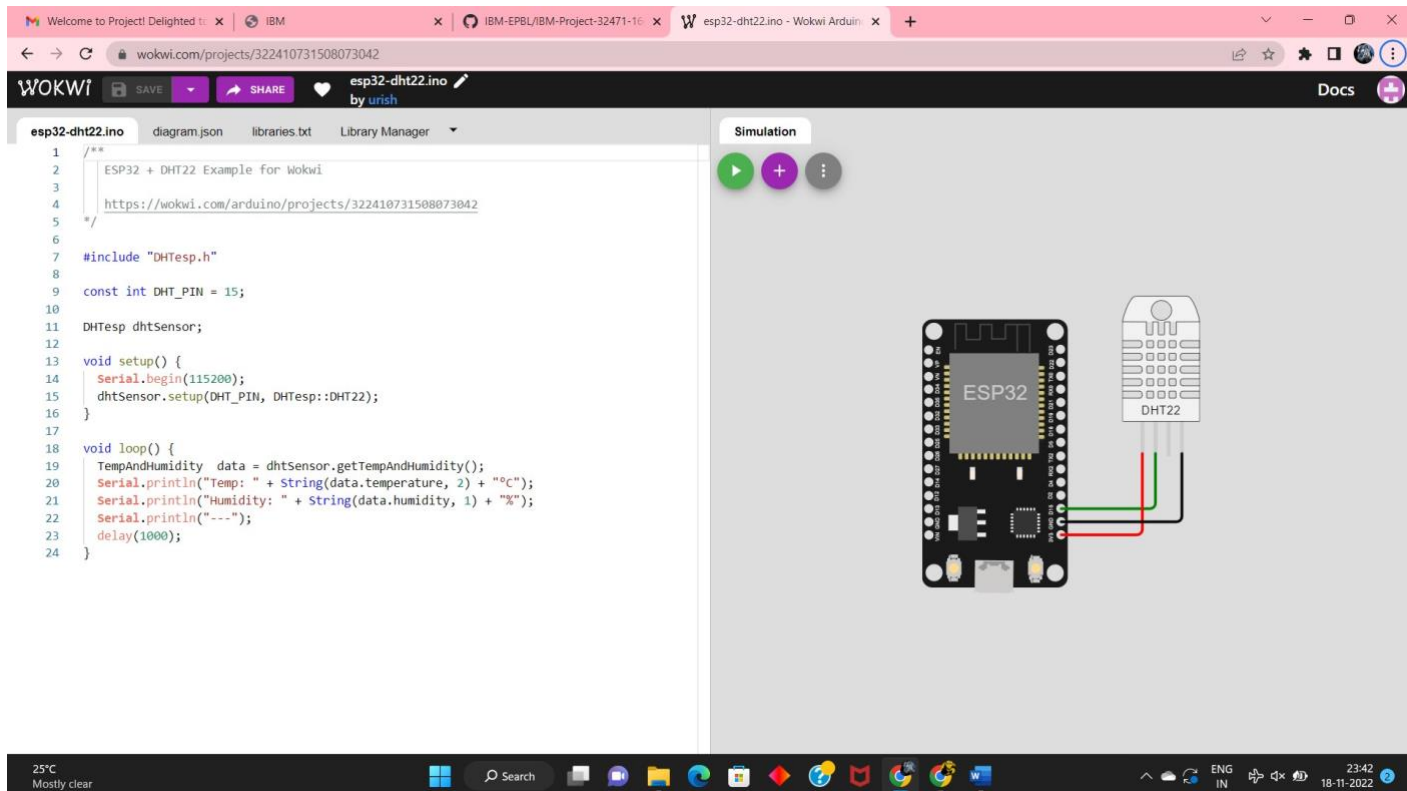 Welcome to Project! Delighted t
IBM
IBM-EPBL/IBM-Project-32471-16
esp32-dht22.ino - Wokwi Arduin
wokwi.com/projects/322410731508073042
WOKWI
SAVE
SHARE
esp32-dht22.ino
by urish
Docs
esp32-dht22.ino diagram.json libraries.txt Library Manager
Simulation
1 /**
2 ESP32 + DHT22 Example for Wokwi
3
4 https://wokwi.com/arduino/projects/322410731508073042
5 */
6
7 #include "DHTesp.h"
8
9 const int DHT_PIN = 15;
10
11 DHTesp dhtSensor;
12
13 void setup() {
14 Serial.begin(115200);
15 dhtSensor.setup(DHT_PIN, DHTesp::DHT22);
16 }
17
18 void loop() {
19 TempAndHumidity data = dhtSensor.getTempAndHumidity();
20 Serial.println("Temp: " + String(data.temperature, 2) + "°C");
21 Serial.println("Humidity: " + String(data.humidity, 1) + "%");
22 Serial.println("---");
23 delay(1000);
24 }
ESP32
DHT22
25°C
Mostly clear
Search
ENG
IN
23:42
18-11-2022
2